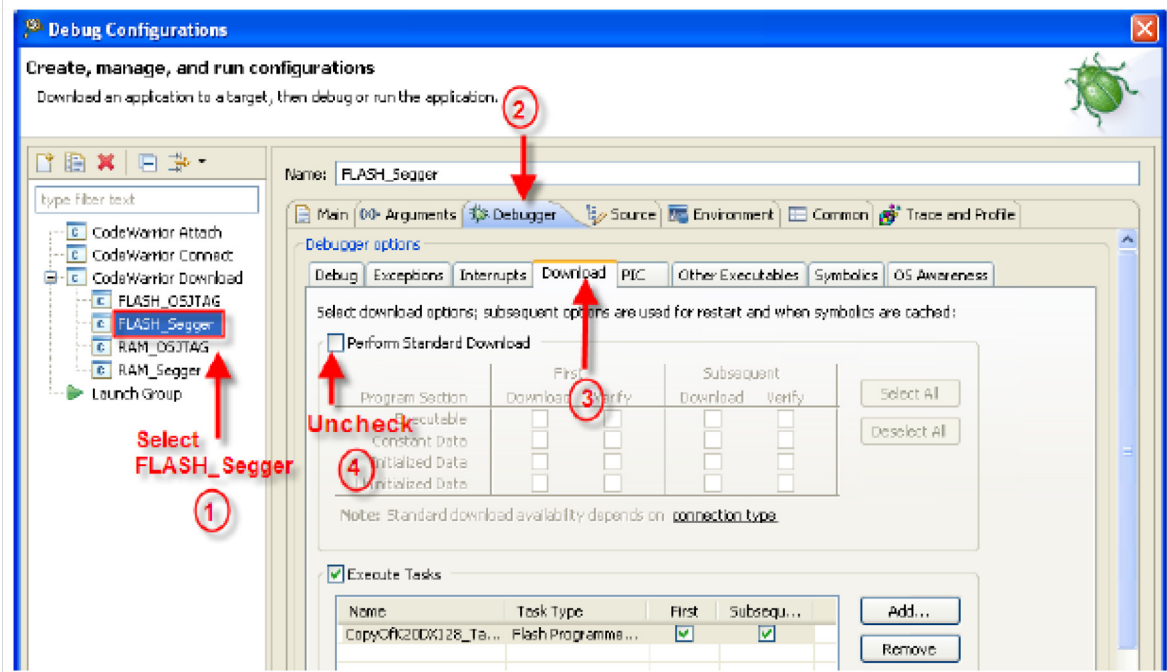 Debug Configurations
Create, manage, and run configurations
Download an application to a target, then debug or run the application.
2
type filter text
CodeWarrior Attach
CodeWarrior Connect
CodeWarrior Download
FLASH_OSJTAG
FLASH_Segger
RAM_OSJTAG
RAM_Segger
Launch Group
Select
FLASH_Segger
1
Name: FLASH_Segger
Main (x)= Arguments Debugger Source Environment Common Trace and Profile
Debugger options
Debug Exceptions Interrupts Download PIC Other Executables Symbolics OS Awareness
Select download options; subsequent options are used for restart and when symbolics are cached:
Perform Standard Download
First Subsequent
Program Section Download Verify Download Verify
Executable
Constant Data
Initialized Data
Uninitialized Data
Select All
Deselect All
Uncheck
4
3
Note: Standard download availability depends on connection type
Execute Tasks
Name Task Type First Subsequ...
CopyOfK20DX128_Ta... Flash Programme...
Add...
Remove